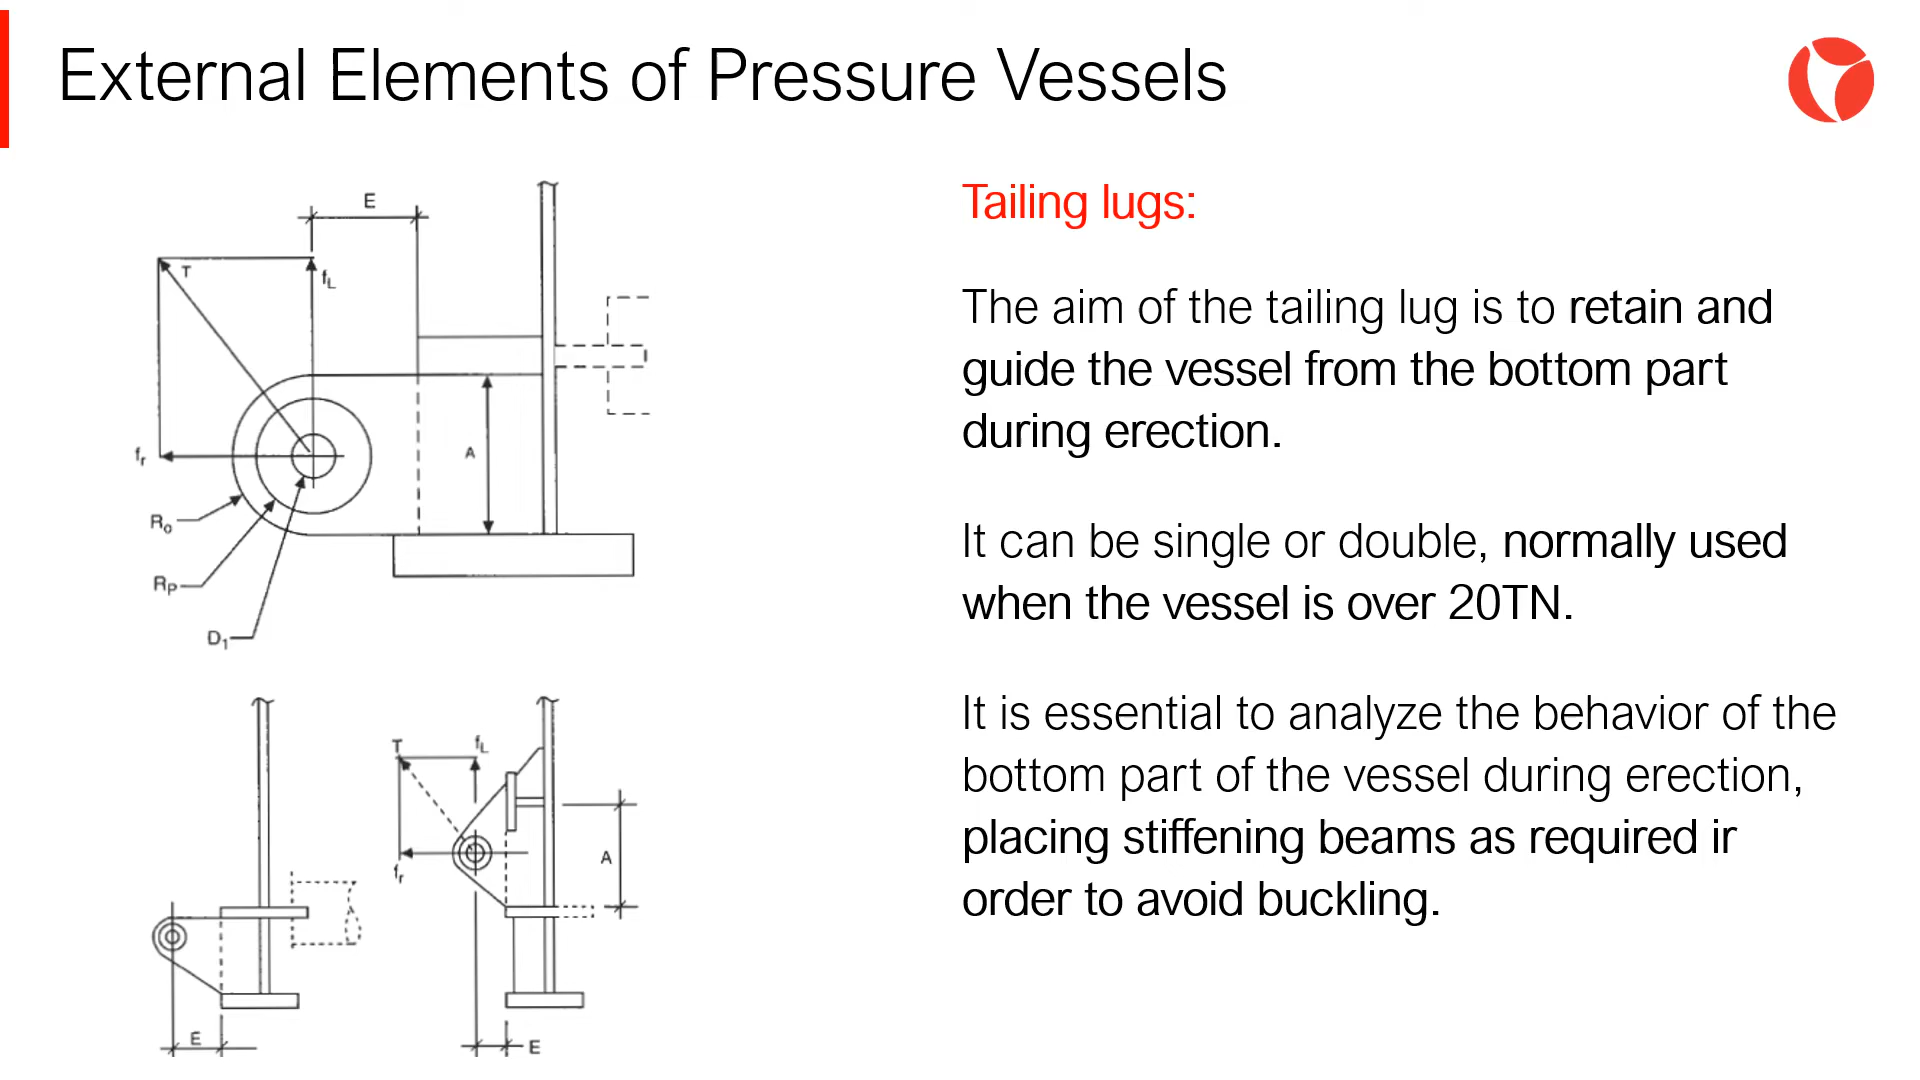 External Elements of Pressure Vessels
E
T
fL
fr
A
Ro
RP
D1
T
fL
fr
A
E
E
Tailing lugs:
The aim of the tailing lug is to retain and
guide the vessel from the bottom part
during erection.
It can be single or double, normally used
when the vessel is over 20TN.
It is essential to analyze the behavior of the
bottom part of the vessel during erection,
placing stiffening beams as required ir
order to avoid buckling.